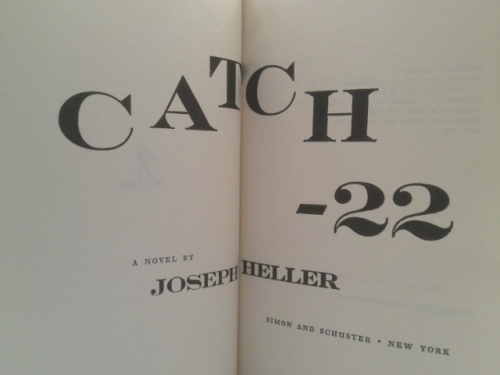 CATCH
-22
A NOVEL BY
JOSEPH HELLER
SIMON AND SCHUSTER • NEW YORK